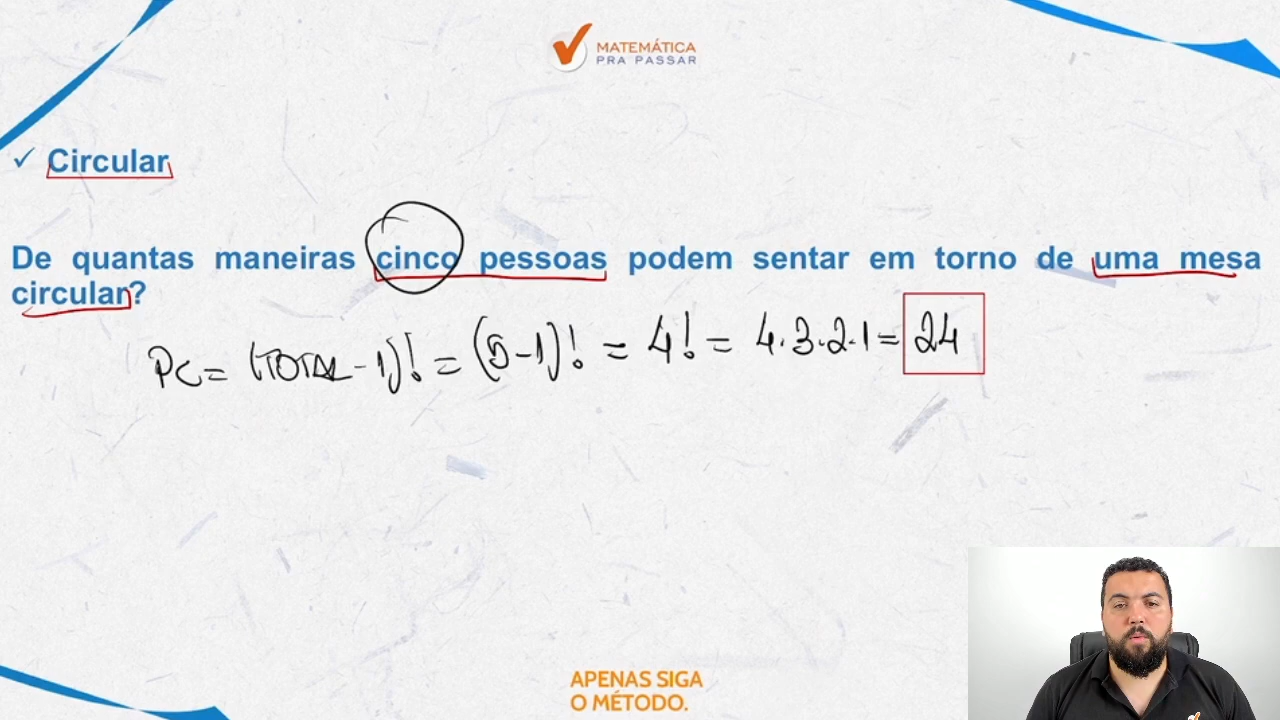 MATEMÁTICA
PRA PASSAR
✓ Circular
De quantas maneiras cinco pessoas podem sentar em torno de uma mesa
circular?
PC = (TOTAL - 1)! = (5-1)! = 4! = 4.3.2.1 = 24
APENAS SIGA
O MÉTODO.